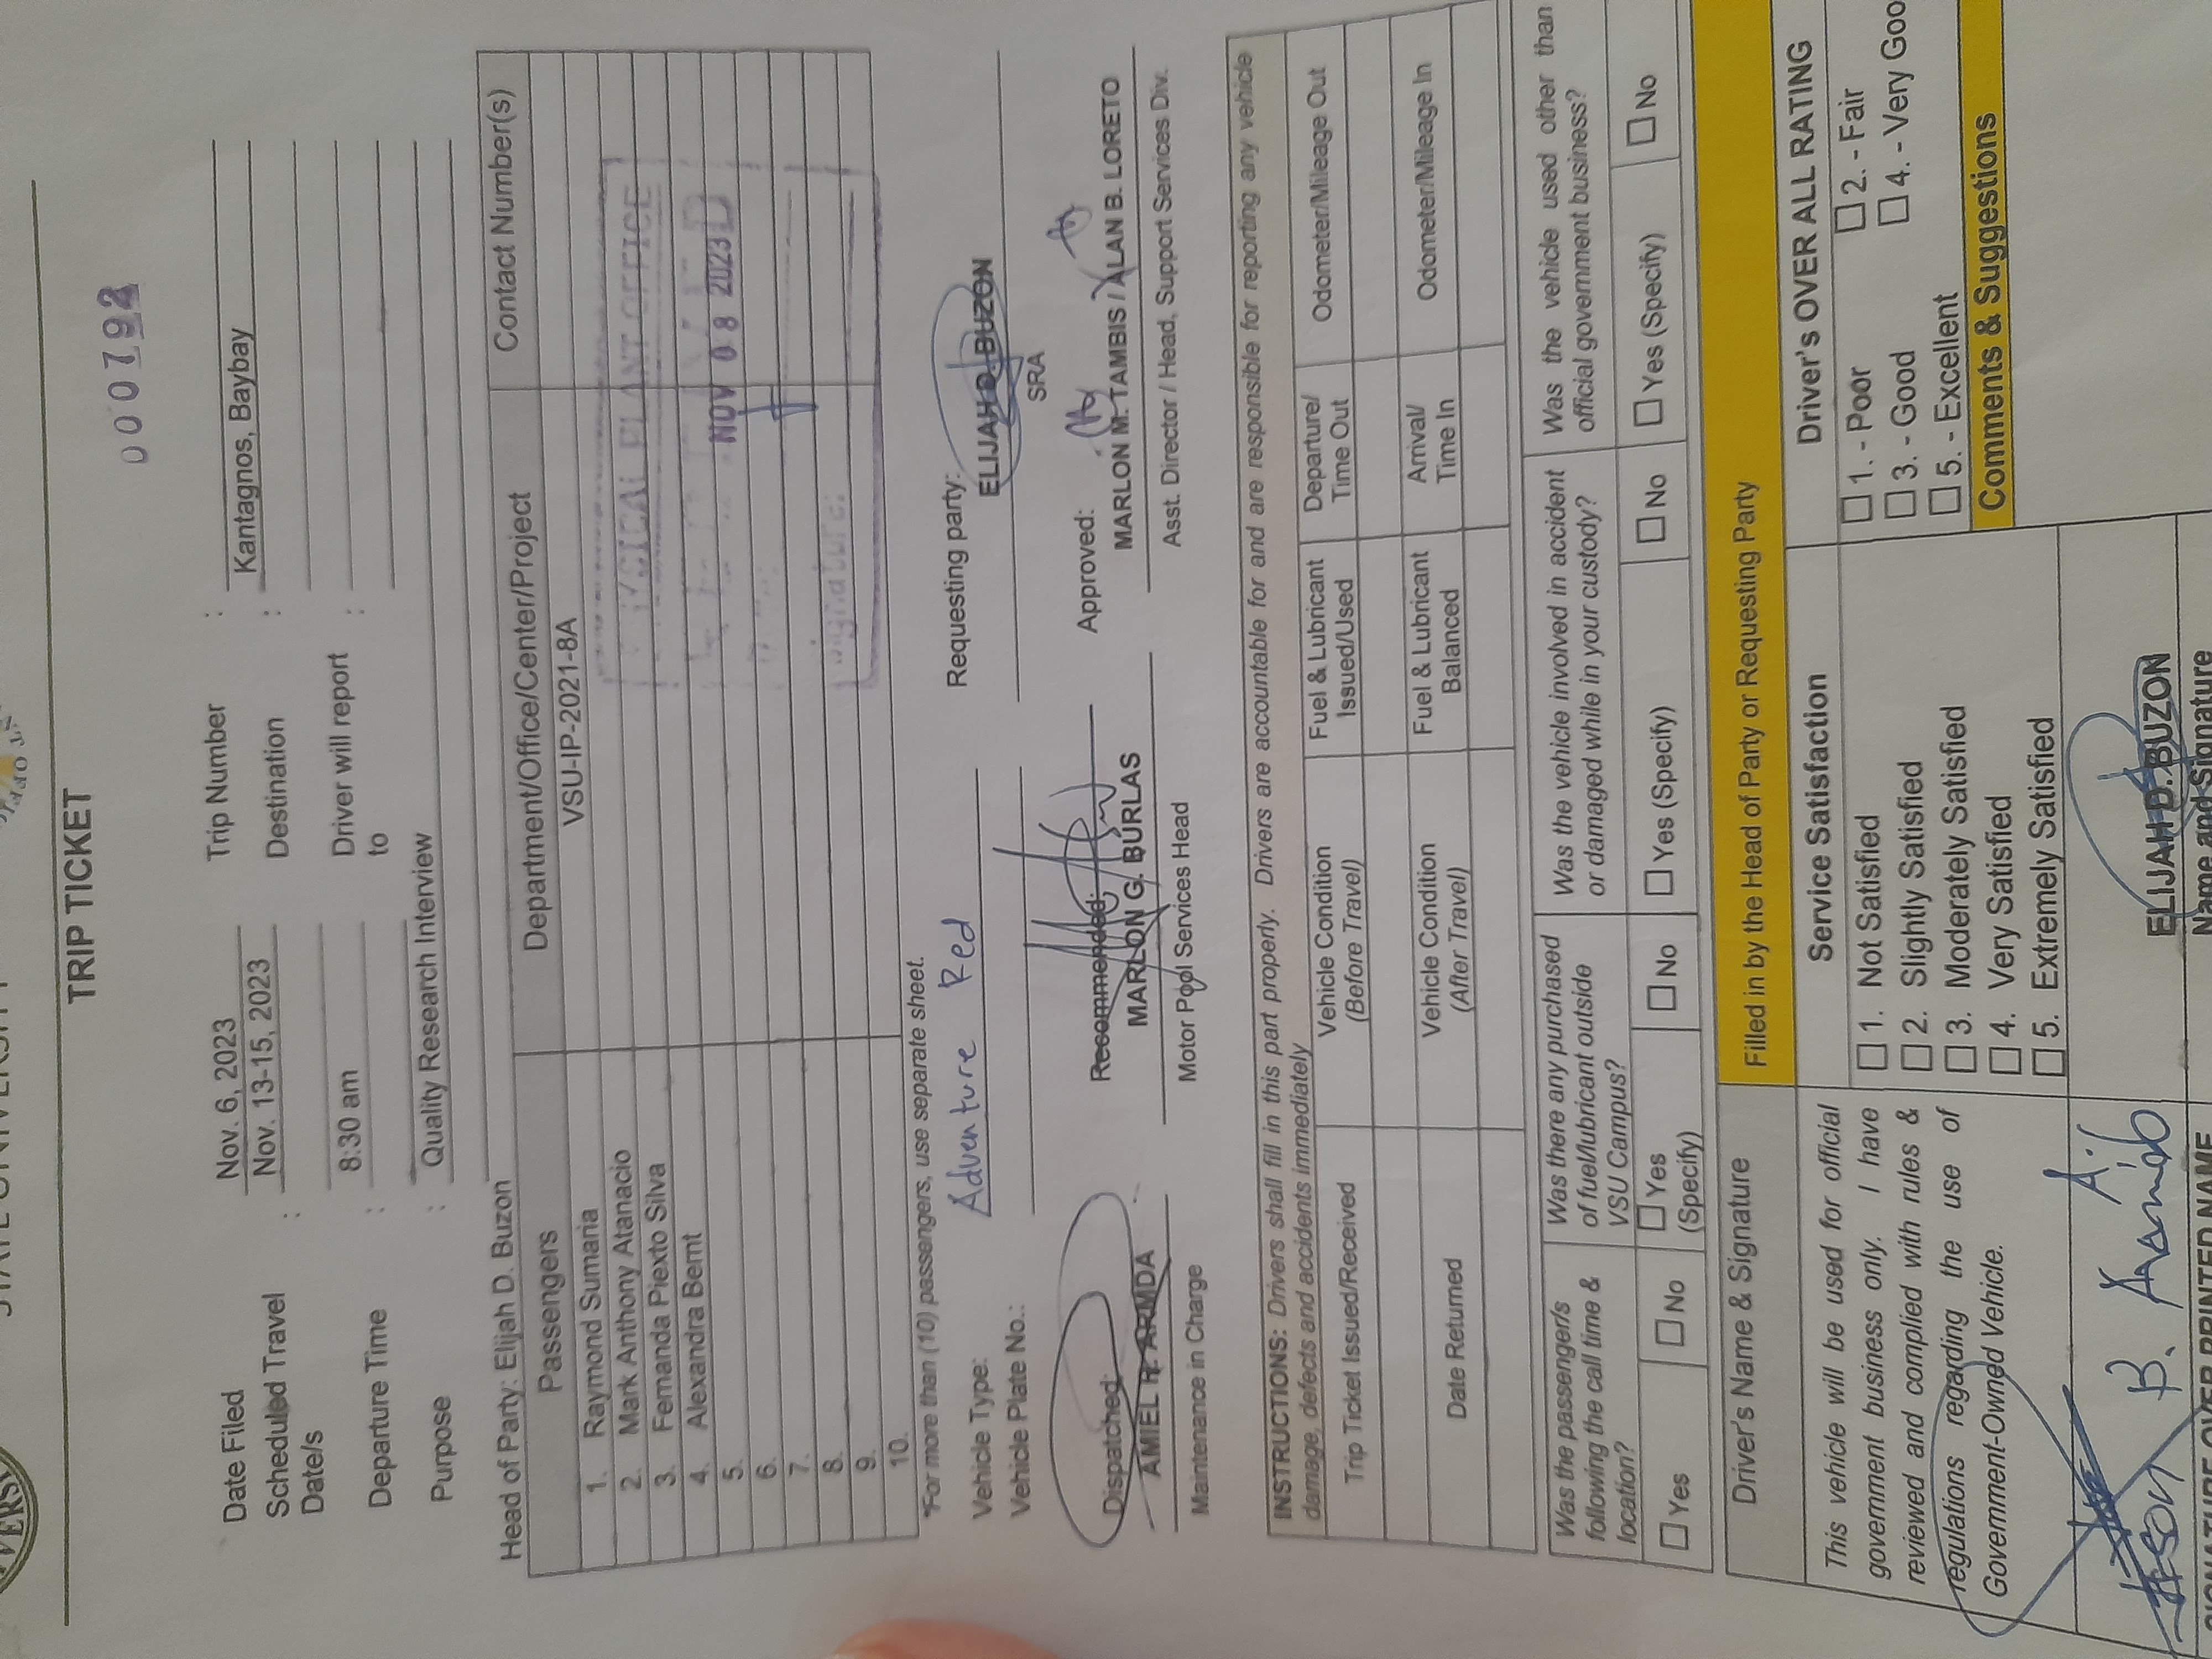 STATE UNIVERSITY
TRIP TICKET
000792
Date Filed Nov. 6, 2023 Trip Number :
Scheduled Travel Date/s : Nov. 13-15, 2023 Destination : Kantagnos, Baybay
Departure Time : 8:30 am Driver will report to :
Purpose : Quality Research Interview
Head of Party: Elijah D. Buzon
Passengers Department/Office/Center/Project Contact Number(s)
1. Raymond Sumaria VSU-IP-2021-8A
2. Mark Anthony Atanacio
3. Fernanda Piexto Silva
4. Alexandra Bernt
5.
6.
7.
8.
9.
10.
PHYSICAL PLANT OFFICE
NOV 08 2023
Signature:
*For more than (10) passengers, use separate sheet.
Vehicle Type: Adventure Red
Vehicle Plate No.:
Requesting party:
ELIJAH D. BUZON
SRA
Dispatched: Recommended: Approved:
AMIEL R. ARMDA MARLON G. BURLAS MARLON M. TAMBIS / ALAN B. LORETO
Maintenance in Charge Motor Pool Services Head Asst. Director / Head, Support Services Div.
INSTRUCTIONS: Drivers shall fill in this part properly. Drivers are accountable for and are responsible for reporting any vehicle
damage, defects and accidents immediately
Trip Ticket Issued/Received Vehicle Condition (Before Travel) Fuel & Lubricant Issued/Used Departure/ Time Out Odometer/Mileage Out
Date Returned Vehicle Condition (After Travel) Fuel & Lubricant Balanced Arrival/ Time In Odometer/Mileage In
Was the passenger/s following the call time & location?
Was there any purchased of fuel/lubricant outside VSU Campus?
Was the vehicle involved in accident or damaged while in your custody?
Was the vehicle used other than official government business?
Yes No Yes (Specify) No Yes (Specify) No Yes (Specify) No
Driver's Name & Signature Filled in by the Head of Party or Requesting Party
This vehicle will be used for official
government business only. I have
reviewed and complied with rules &
regulations regarding the use of
Government-Owned Vehicle.
Service Satisfaction
1. Not Satisfied
2. Slightly Satisfied
3. Moderately Satisfied
4. Very Satisfied
5. Extremely Satisfied
Driver's OVER ALL RATING
1. - Poor 2. - Fair
3. - Good 4. - Very Goo
5. - Excellent
Comments & Suggestions
ELIJAH D. BUZON
SIGNATURE OVER PRINTED NAME Name and Signature